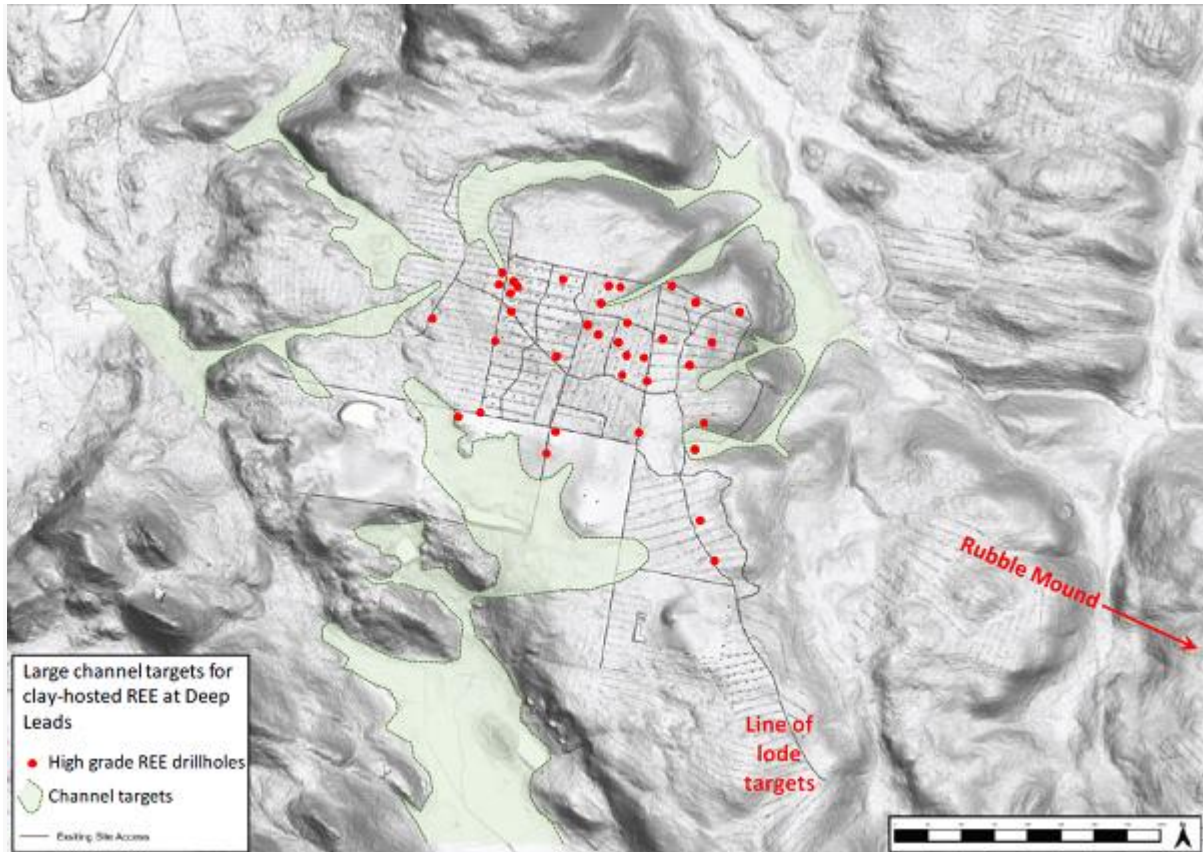 Rubble Mound
Line of
lode
targets
Large channel targets for
clay-hosted REE at Deep
Leads
High grade REE drillholes
Channel targets
Existing Site Access